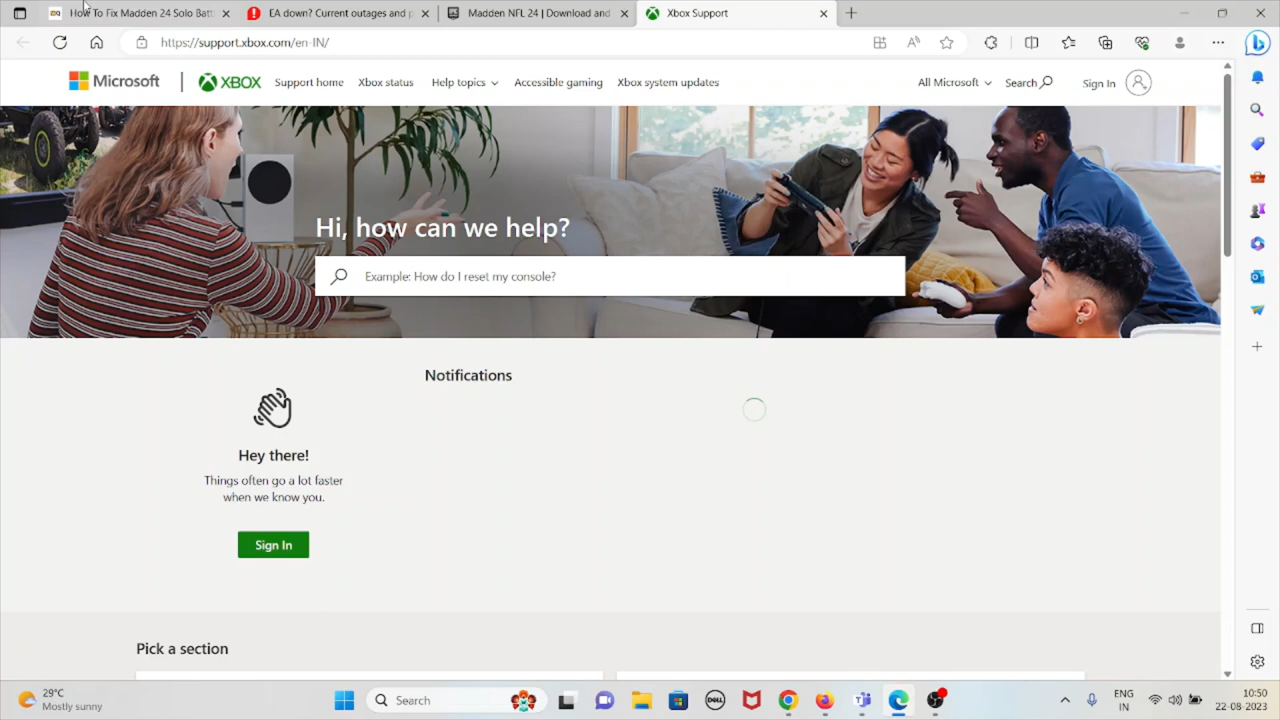 How To Fix Madden 24 Solo Batt
EA down? Current outages and p
Madden NFL 24 | Download and
Xbox Support
https://support.xbox.com/en-IN/
Microsoft
XBOX
Support home
Xbox status
Help topics
Accessible gaming
Xbox system updates
All Microsoft
Search
Sign In
Hi, how can we help?
Example: How do I reset my console?
Notifications
Hey there!
Things often go a lot faster
when we know you.
Sign In
Pick a section
29°C
Mostly sunny
Search
DELL
ENG
IN
10:50
22-08-2023